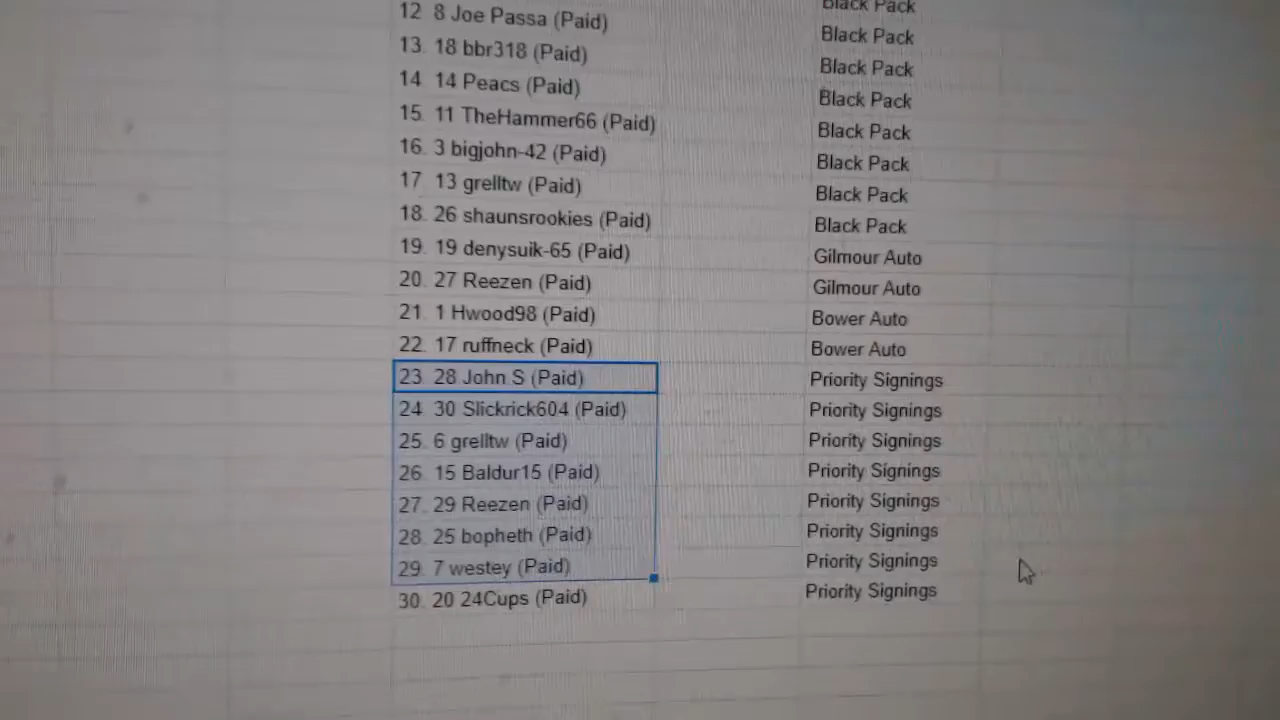 12 8 Joe Passa (Paid) Black Pack
13. 18 bbr318 (Paid) Black Pack
14 14 Peacs (Paid) Black Pack
15. 11 TheHammer66 (Paid) Black Pack
16. 3 bigjohn-42 (Paid) Black Pack
17 13 grelltw (Paid) Black Pack
18. 26 shaunsrookies (Paid) Black Pack
19. 19 denysuik-65 (Paid) Black Pack
20. 27 Reezen (Paid) Gilmour Auto
21. 1 Hwood98 (Paid) Gilmour Auto
22. 17 ruffneck (Paid) Bower Auto
23 28 John S (Paid) Bower Auto
24 30 Slickrick604 (Paid) Priority Signings
25. 6 grelltw (Paid) Priority Signings
26. 15 Baldur15 (Paid) Priority Signings
27. 29 Reezen (Paid) Priority Signings
28. 25 bopheth (Paid) Priority Signings
29. 7 westey (Paid) Priority Signings
30. 20 24Cups (Paid) Priority Signings
Priority Signings